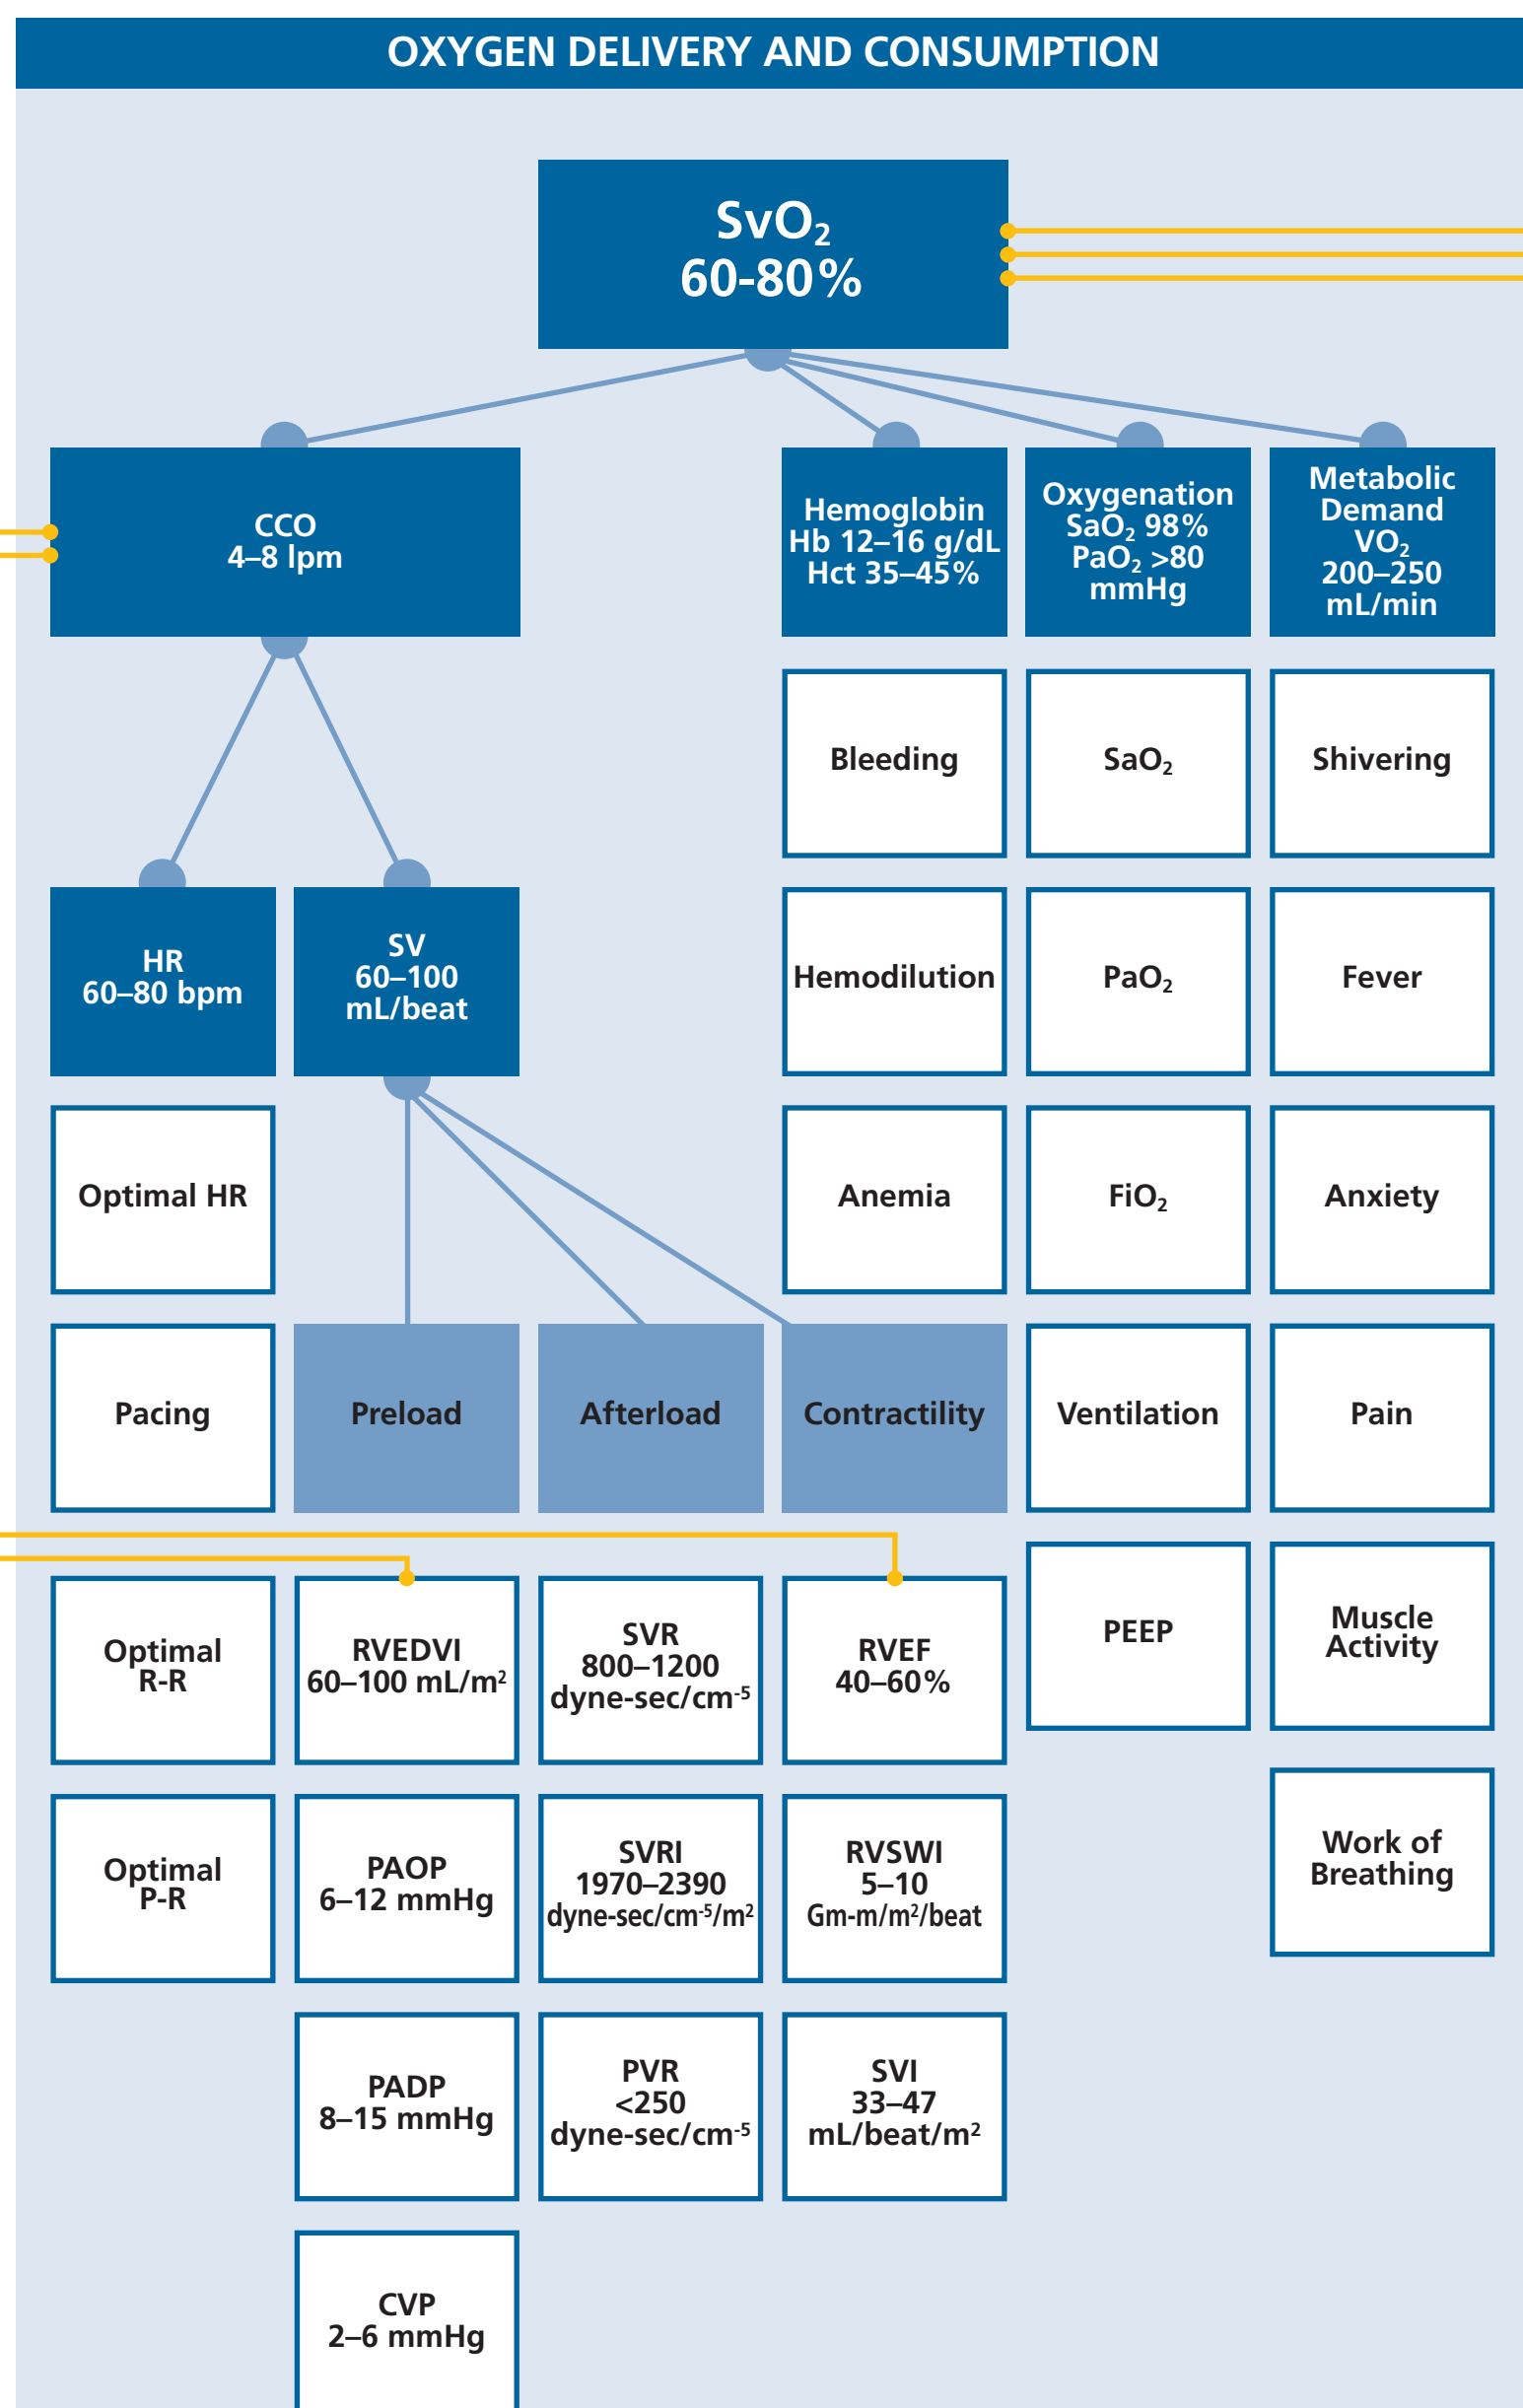 OXYGEN DELIVERY AND CONSUMPTION
SvO₂
60-80%
CCO
4–8 lpm
Hemoglobin
Hb 12–16 g/dL
Hct 35–45%
Oxygenation
SaO₂ 98%
PaO₂ >80
mmHg
Metabolic
Demand
VO₂
200–250
mL/min
Bleeding
SaO₂
Shivering
HR
60–80 bpm
SV
60–100
mL/beat
Hemodilution
PaO₂
Fever
Optimal HR
Anemia
FiO₂
Anxiety
Pacing
Preload
Afterload
Contractility
Ventilation
Pain
Optimal
R-R
RVEDVI
60–100 mL/m²
SVR
800–1200
dyne-sec/cm⁻⁵
RVEF
40–60%
PEEP
Muscle
Activity
Optimal
P-R
PAOP
6–12 mmHg
SVRI
1970–2390
dyne-sec/cm⁻⁵/m²
RVSWI
5–10
Gm-m/m²/beat
Work of
Breathing
PADP
8–15 mmHg
PVR
<250
dyne-sec/cm⁻⁵
SVI
33–47
mL/beat/m²
CVP
2–6 mmHg